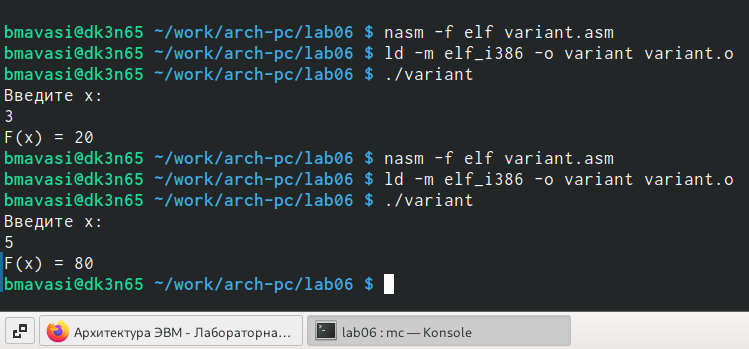 bmavasi@dk3n65 ~/work/arch-pc/lab06 $ nasm -f elf variant.asm
bmavasi@dk3n65 ~/work/arch-pc/lab06 $ ld -m elf_i386 -o variant variant.o
bmavasi@dk3n65 ~/work/arch-pc/lab06 $ ./variant
Введите x:
3
F(x) = 20
bmavasi@dk3n65 ~/work/arch-pc/lab06 $ nasm -f elf variant.asm
bmavasi@dk3n65 ~/work/arch-pc/lab06 $ ld -m elf_i386 -o variant variant.o
bmavasi@dk3n65 ~/work/arch-pc/lab06 $ ./variant
Введите x:
5
F(x) = 80
bmavasi@dk3n65 ~/work/arch-pc/lab06 $
Архитектура ЭВМ - Лабораторна… lab06 : mc — Konsole